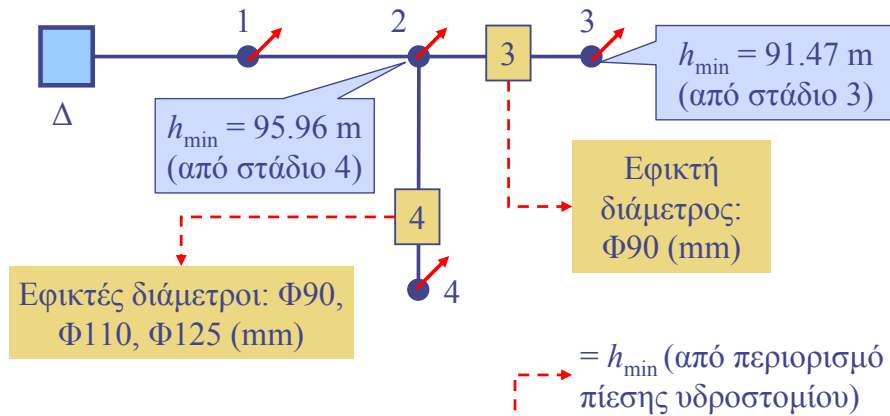 1
2
3
3
Δ
h_min = 95.96 m
(από στάδιο 4)
h_min = 91.47 m
(από στάδιο 3)
4
4
Εφικτή
διάμετρος:
Φ90 (mm)
Εφικτές διάμετροι: Φ90,
Φ110, Φ125 (mm)
= h_min (από περιορισμό
πίεσης υδροστομίου)